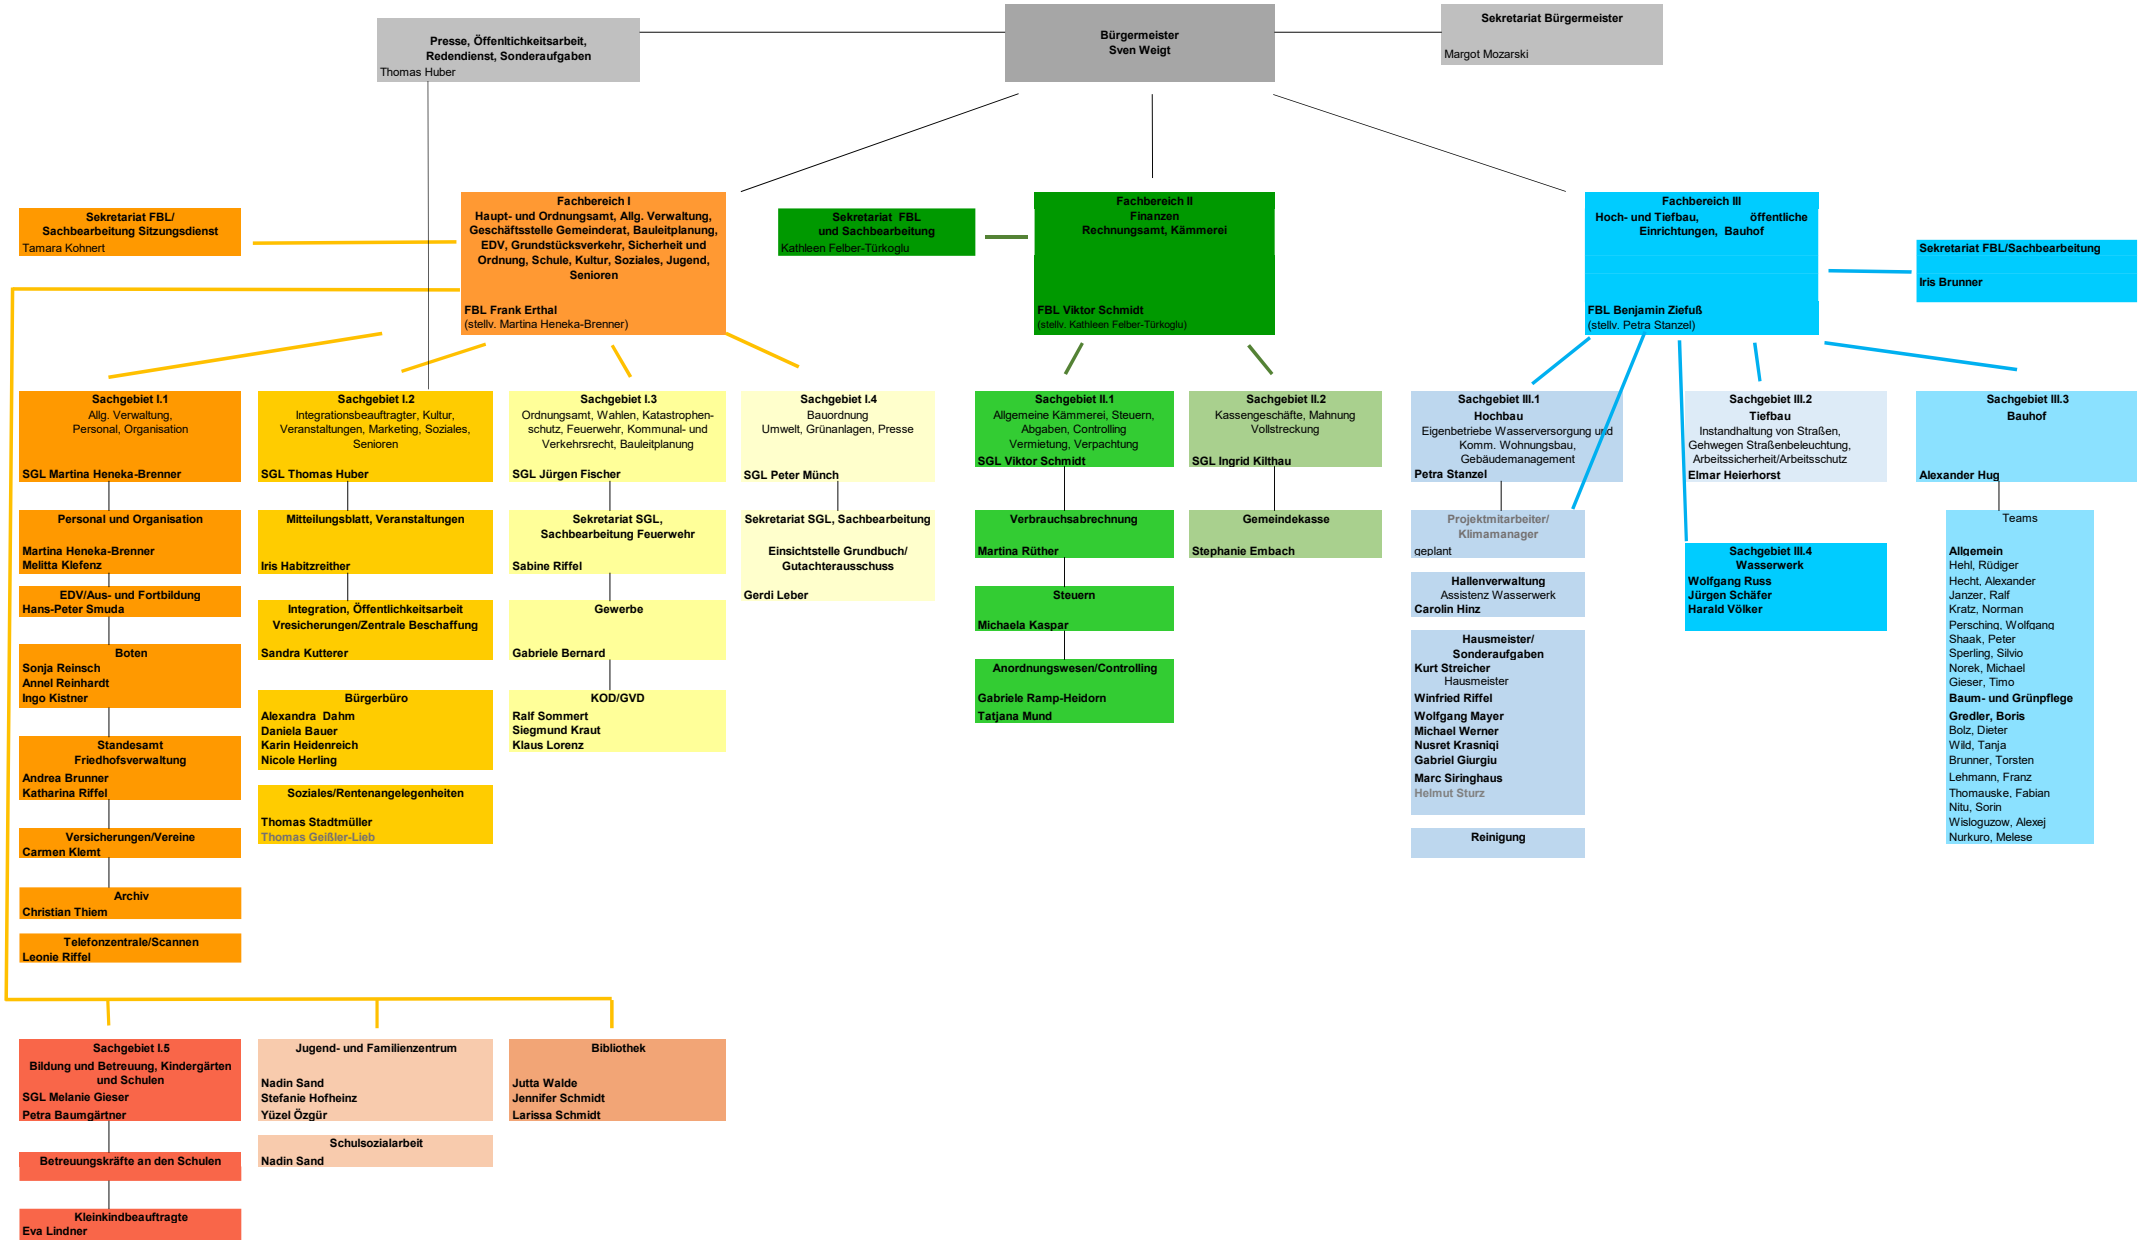 Presse, Öffenltichkeitsarbeit,
Redendienst, Sonderaufgaben
Thomas Huber
Bürgermeister
Sven Weigt
Sekretariat Bürgermeister
Margot Mozarski
Sekretariat FBL/
Sachbearbeitung Sitzungsdienst
Tamara Kohnert
Fachbereich I
Haupt- und Ordnungsamt, Allg. Verwaltung,
Geschäftsstelle Gemeinderat, Bauleitplanung,
EDV, Grundstücksverkehr, Sicherheit und
Ordnung, Schule, Kultur, Soziales, Jugend,
Senioren
FBL Frank Erthal
(stellv. Martina Heneka-Brenner)
Sekretariat FBL
und Sachbearbeitung
Kathleen Felber-Türkoglu
Fachbereich II
Finanzen
Rechnungsamt, Kämmerei
FBL Viktor Schmidt
(stellv. Kathleen Felber-Türkoglu)
Fachbereich III
Hoch- und Tiefbau, öffentliche
Einrichtungen, Bauhof
FBL Benjamin Ziefuß
(stellv. Petra Stanzel)
Sekretariat FBL/Sachbearbeitung
Iris Brunner
Sachgebiet I.1
Allg. Verwaltung,
Personal, Organisation
SGL Martina Heneka-Brenner
Personal und Organisation
Martina Heneka-Brenner
Melitta Klefenz
EDV/Aus- und Fortbildung
Hans-Peter Smuda
Boten
Sonja Reinsch
Annel Reinhardt
Ingo Kistner
Standesamt
Friedhofsverwaltung
Andrea Brunner
Katharina Riffel
Versicherungen/Vereine
Carmen Klemt
Archiv
Christian Thiem
Telefonzentrale/Scannen
Leonie Riffel
Sachgebiet I.2
Integrationsbeauftragter, Kultur,
Veranstaltungen, Marketing, Soziales,
Senioren
SGL Thomas Huber
Mitteilungsblatt, Veranstaltungen
Iris Habitzreither
Integration, Öffentlichkeitsarbeit
Vresicherungen/Zentrale Beschaffung
Sandra Kutterer
Bürgerbüro
Alexandra Dahm
Daniela Bauer
Karin Heidenreich
Nicole Herling
Soziales/Rentenangelegenheiten
Thomas Stadtmüller
Thomas Geißler-Lieb
Sachgebiet I.3
Ordnungsamt, Wahlen, Katastrophen-
schutz, Feuerwehr, Kommunal- und
Verkehrsrecht, Bauleitplanung
SGL Jürgen Fischer
Sekretariat SGL,
Sachbearbeitung Feuerwehr
Sabine Riffel
Gewerbe
Gabriele Bernard
KOD/GVD
Ralf Sommert
Siegmund Kraut
Klaus Lorenz
Sachgebiet I.4
Bauordnung
Umwelt, Grünanlagen, Presse
SGL Peter Münch
Sekretariat SGL, Sachbearbeitung
Einsichtstelle Grundbuch/
Gutachterausschuss
Gerdi Leber
Sachgebiet II.1
Allgemeine Kämmerei, Steuern,
Abgaben, Controlling
Vermietung, Verpachtung
SGL Viktor Schmidt
Verbrauchsabrechnung
Martina Rüther
Steuern
Michaela Kaspar
Anordnungswesen/Controlling
Gabriele Ramp-Heidorn
Tatjana Mund
Sachgebiet II.2
Kassengeschäfte, Mahnung
Vollstreckung
SGL Ingrid Kilthau
Gemeindekasse
Stephanie Embach
Sachgebiet III.1
Hochbau
Eigenbetriebe Wasserversorgung und
Komm. Wohnungsbau,
Gebäudemanagement
Petra Stanzel
Projektmitarbeiter/
Klimamanager
geplant
Hallenverwaltung
Assistenz Wasserwerk
Carolin Hinz
Hausmeister/
Sonderaufgaben
Kurt Streicher
Hausmeister
Winfried Riffel
Wolfgang Mayer
Michael Werner
Nusret Krasniqi
Gabriel Giurgiu
Marc Siringhaus
Helmut Sturz
Reinigung
Sachgebiet III.2
Tiefbau
Instandhaltung von Straßen,
Gehwegen Straßenbeleuchtung,
Arbeitssicherheit/Arbeitsschutz
Elmar Heierhorst
Sachgebiet III.4
Wasserwerk
Wolfgang Russ
Jürgen Schäfer
Harald Völker
Sachgebiet III.3
Bauhof
Alexander Hug
Teams
Allgemein
Hehl, Rüdiger
Hecht, Alexander
Janzer, Ralf
Kratz, Norman
Persching, Wolfgang
Shaak, Peter
Sperling, Silvio
Norek, Michael
Gieser, Timo
Baum- und Grünpflege
Gredler, Boris
Bolz, Dieter
Wild, Tanja
Brunner, Torsten
Lehmann, Franz
Thomauske, Fabian
Nitu, Sorin
Wisloguzow, Alexej
Nurkuro, Melese
Sachgebiet I.5
Bildung und Betreuung, Kindergärten
und Schulen
SGL Melanie Gieser
Petra Baumgärtner
Betreuungskräfte an den Schulen
Kleinkindbeauftragte
Eva Lindner
Jugend- und Familienzentrum
Nadin Sand
Stefanie Hofheinz
Yüzel Özgür
Schulsozialarbeit
Nadin Sand
Bibliothek
Jutta Walde
Jennifer Schmidt
Larissa Schmidt